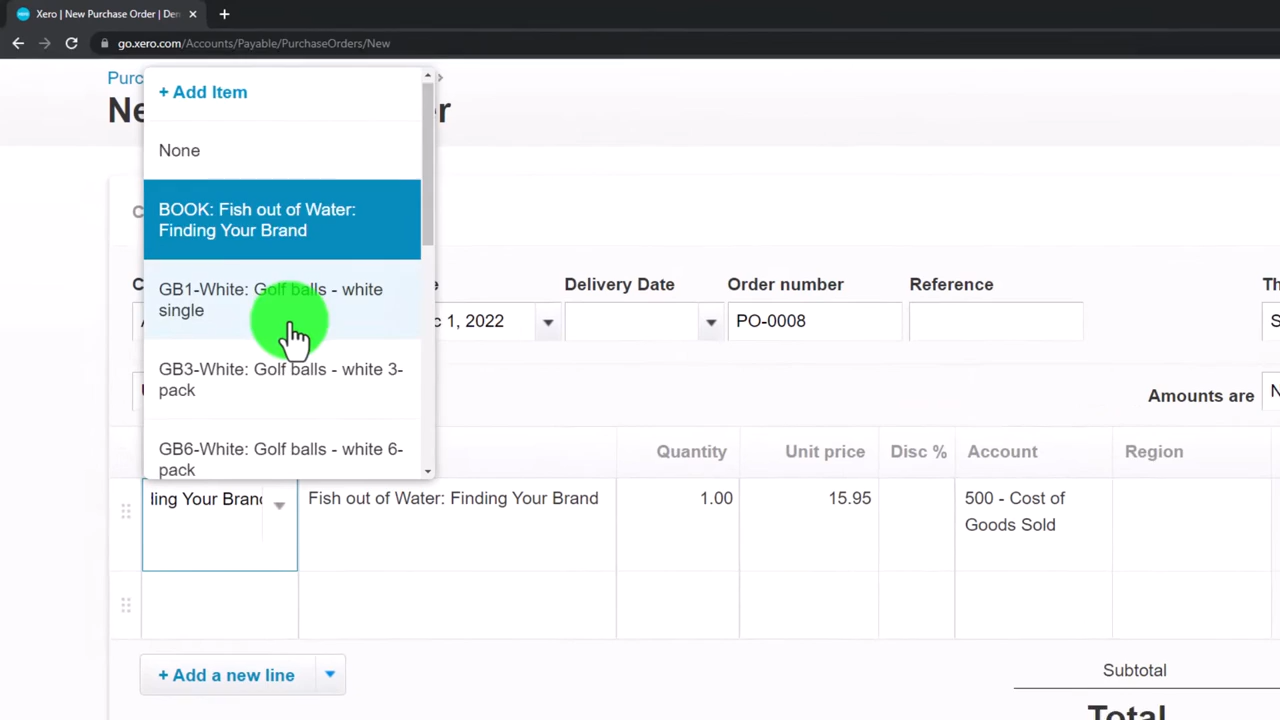 Xero | New Purchase Order | Den
go.xero.com/Accounts/Payable/PurchaseOrders/New
+ Add Item
None
BOOK: Fish out of Water:
Finding Your Brand
GB1-White: Golf balls - white
single
GB3-White: Golf balls - white 3-
pack
GB6-White: Golf balls - white 6-
pack
Delivery Date
Order number
Reference
1, 2022
PO-0008
Amounts are
Quantity
Unit price
Disc %
Account
Region
ling Your Brand
Fish out of Water: Finding Your Brand
1.00
15.95
500 - Cost of
Goods Sold
+ Add a new line
Subtotal
Total